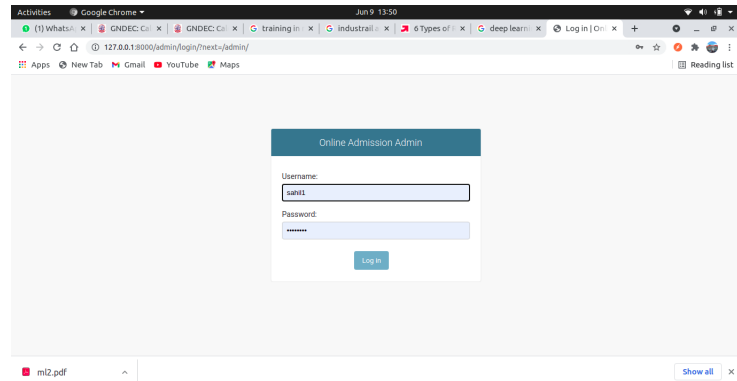 Activities Google Chrome Jun 9 13:50
(1) WhatsA GNDEC: Cal GNDEC: Cal training in industrail a 6 Types of deep learni Log in | Onl
127.0.0.1:8000/admin/login/?next=/admin/
Apps New Tab Gmail YouTube Maps Reading list
Online Admission Admin
Username:
sahil1
Password:
••••••••
Log in
ml2.pdf Show all